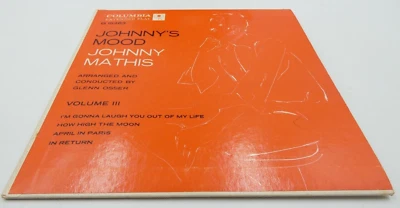 COLUMBIA
JOHNNY'S
MOOD
JOHNNY
MATHIS
ARRANGED AND
CONDUCTED BY
GLENN OSSER
VOLUME III
I'M GONNA LAUGH YOU OUT OF MY LIFE
HOW HIGH THE MOON
APRIL IN PARIS
IN RETURN